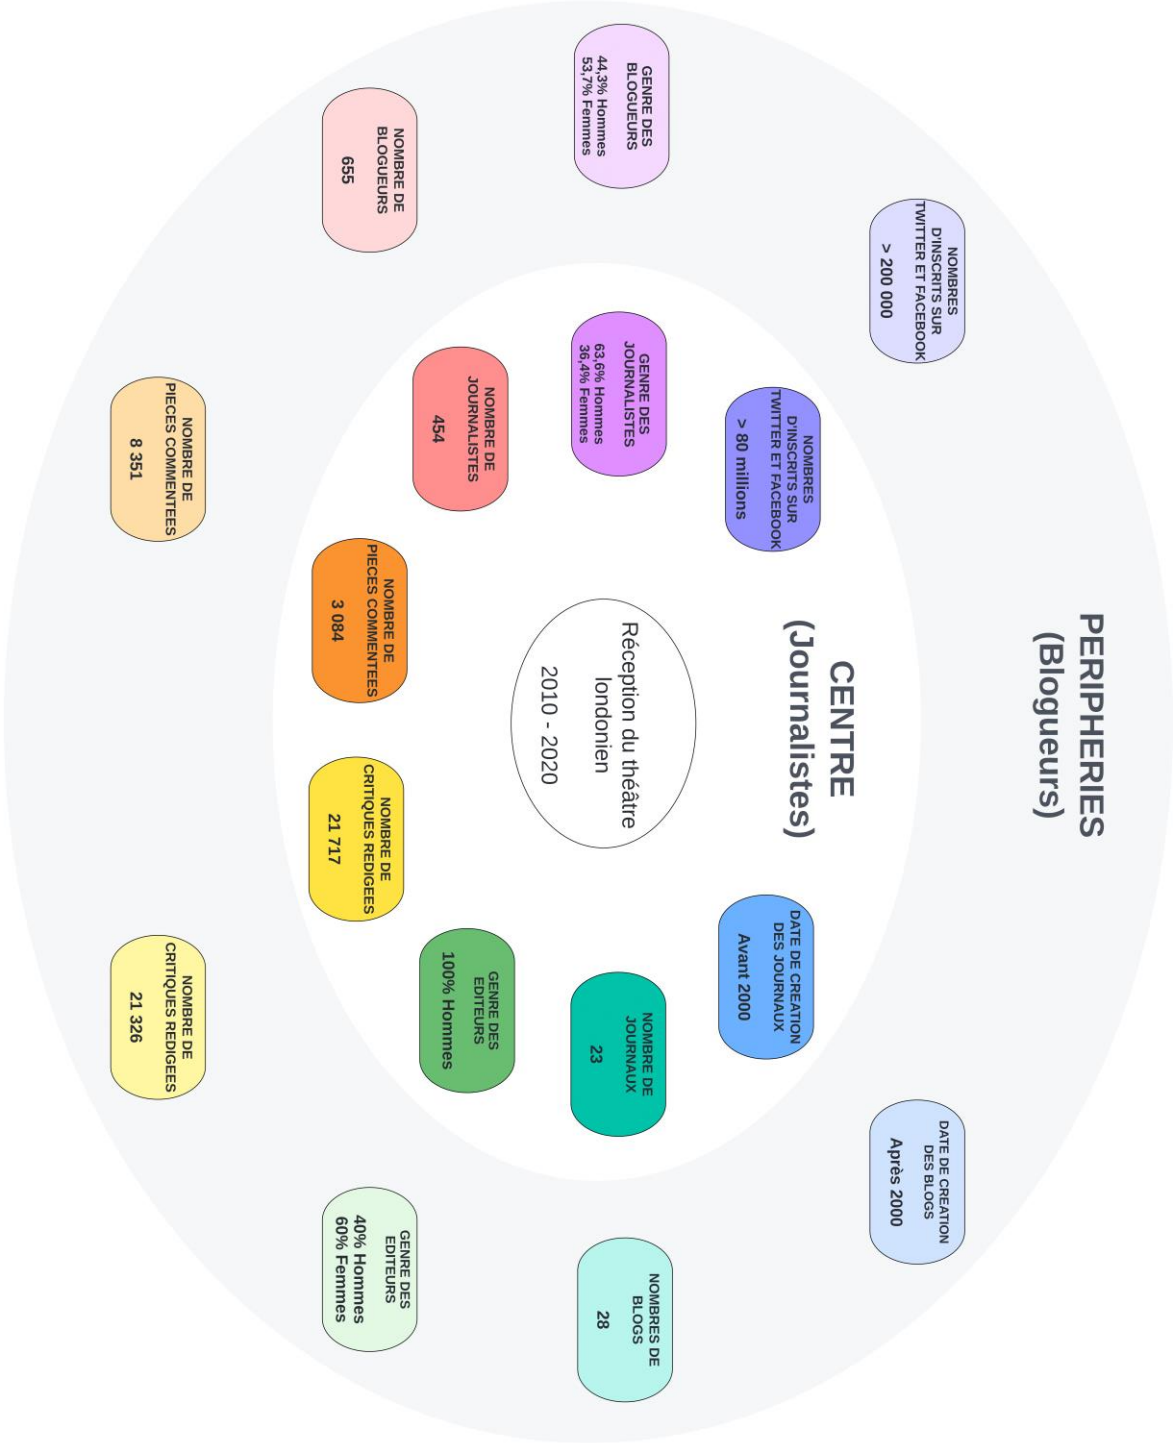 PERIPHERIES
(Blogueurs)
NOMBRES
D'INSCRITS SUR
TWITTER ET FACEBOOK
> 200 000
DATE DE CREATION
DES BLOGS
Après 2000
CENTRE
(Journalistes)
NOMBRES
D'INSCRITS SUR
TWITTER ET FACEBOOK
> 80 millions
DATE DE CREATION
DES JOURNAUX
Avant 2000
GENRE DES
BLOGUEURS
44,3% Hommes
53,7% Femmes
GENRE DES
JOURNALISTES
63,6% Hommes
36,4% Femmes
Réception du théâtre
londonien
2010 - 2020
NOMBRE DE
JOURNAUX
23
NOMBRES DE
BLOGS
28
NOMBRE DE
JOURNALISTES
454
GENRE DES
EDITEURS
100% Hommes
NOMBRE DE
BLOGUEURS
655
NOMBRE DE
PIECES COMMENTEES
3 084
NOMBRE DE
CRITIQUES REDIGEES
21 717
GENRE DES
EDITEURS
40% Hommes
60% Femmes
NOMBRE DE
PIECES COMMENTEES
8 351
NOMBRE DE
CRITIQUES REDIGEES
21 326